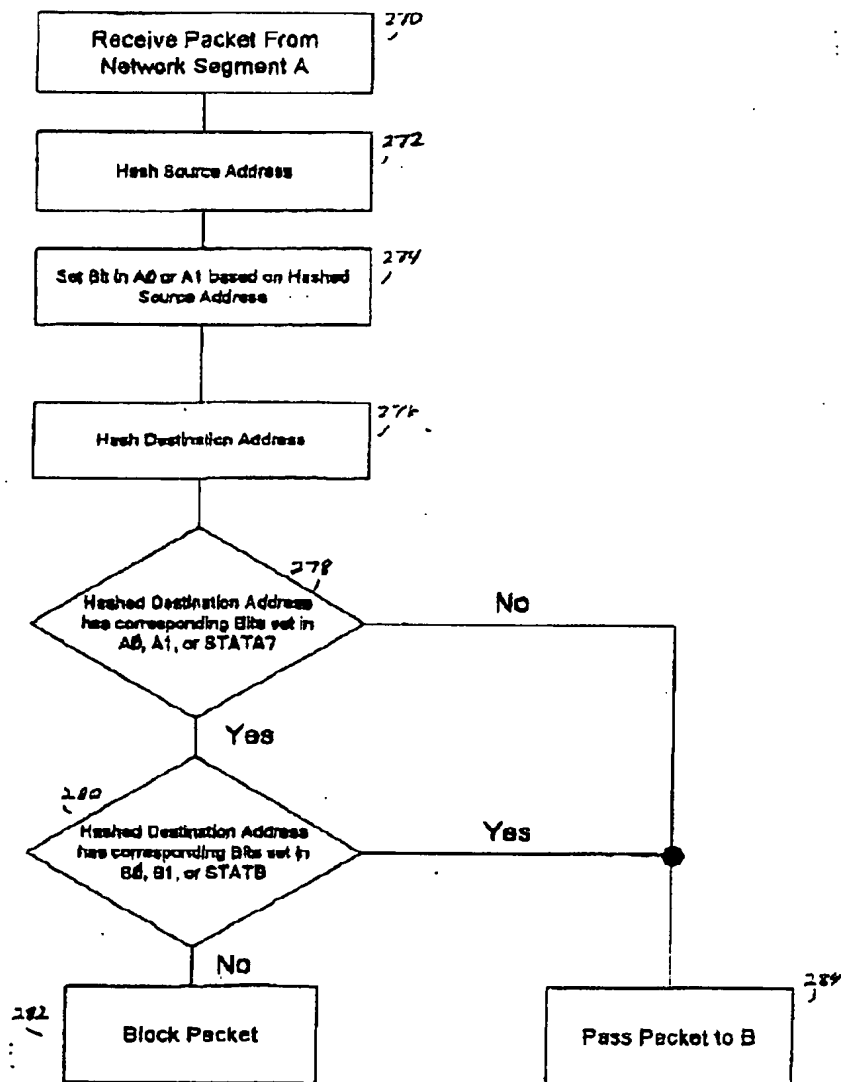 270
Receive Packet From
Network Segment A
272
Hash Source Address
274
Set Bit in A0 or A1 based on Hashed
Source Address
276
Hash Destination Address
278
Hashed Destination Address
has corresponding Bits set in
A0, A1, or STATA?
No
Yes
280
Hashed Destination Address
has corresponding Bits set in
B0, B1, or STATB
Yes
No
282
Block Packet
284
Pass Packet to B